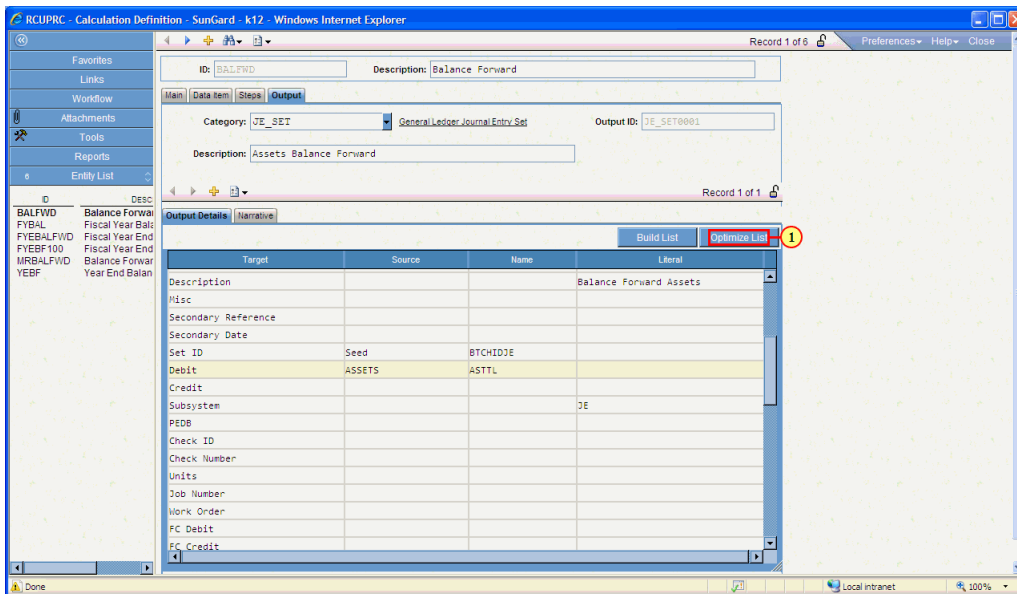 RCUPRC - Calculation Definition - SunGard - k12 - Windows Internet Explorer
Record 1 of 6 Preferences Help Close
Favorites
Links
Workflow
Attachments
Tools
Reports
6 Entity List
ID DESC
BALFWD Balance Forwar
FYBAL Fiscal Year Bala
FYEBALFWD Fiscal Year End
FYEBF100 Fiscal Year End
MRBALFWD Balance Forwar
YEBF Year End Balan
ID: BALFWD Description: Balance Forward
Main Data Item Steps Output
Category: JE_SET General Ledger Journal Entry Set Output ID: JE_SET0001
Description: Assets Balance Forward
Record 1 of 1
Output Details Narrative
Build List Optimize List 1
Target Source Name Literal
Description Balance Forward Assets
Misc
Secondary Reference
Secondary Date
Set ID Seed BTCHIDJE
Debit ASSETS ASTTL
Credit
Subsystem JE
PEDB
Check ID
Check Number
Units
Job Number
Work Order
FC Debit
FC Credit
Done Local intranet 100%